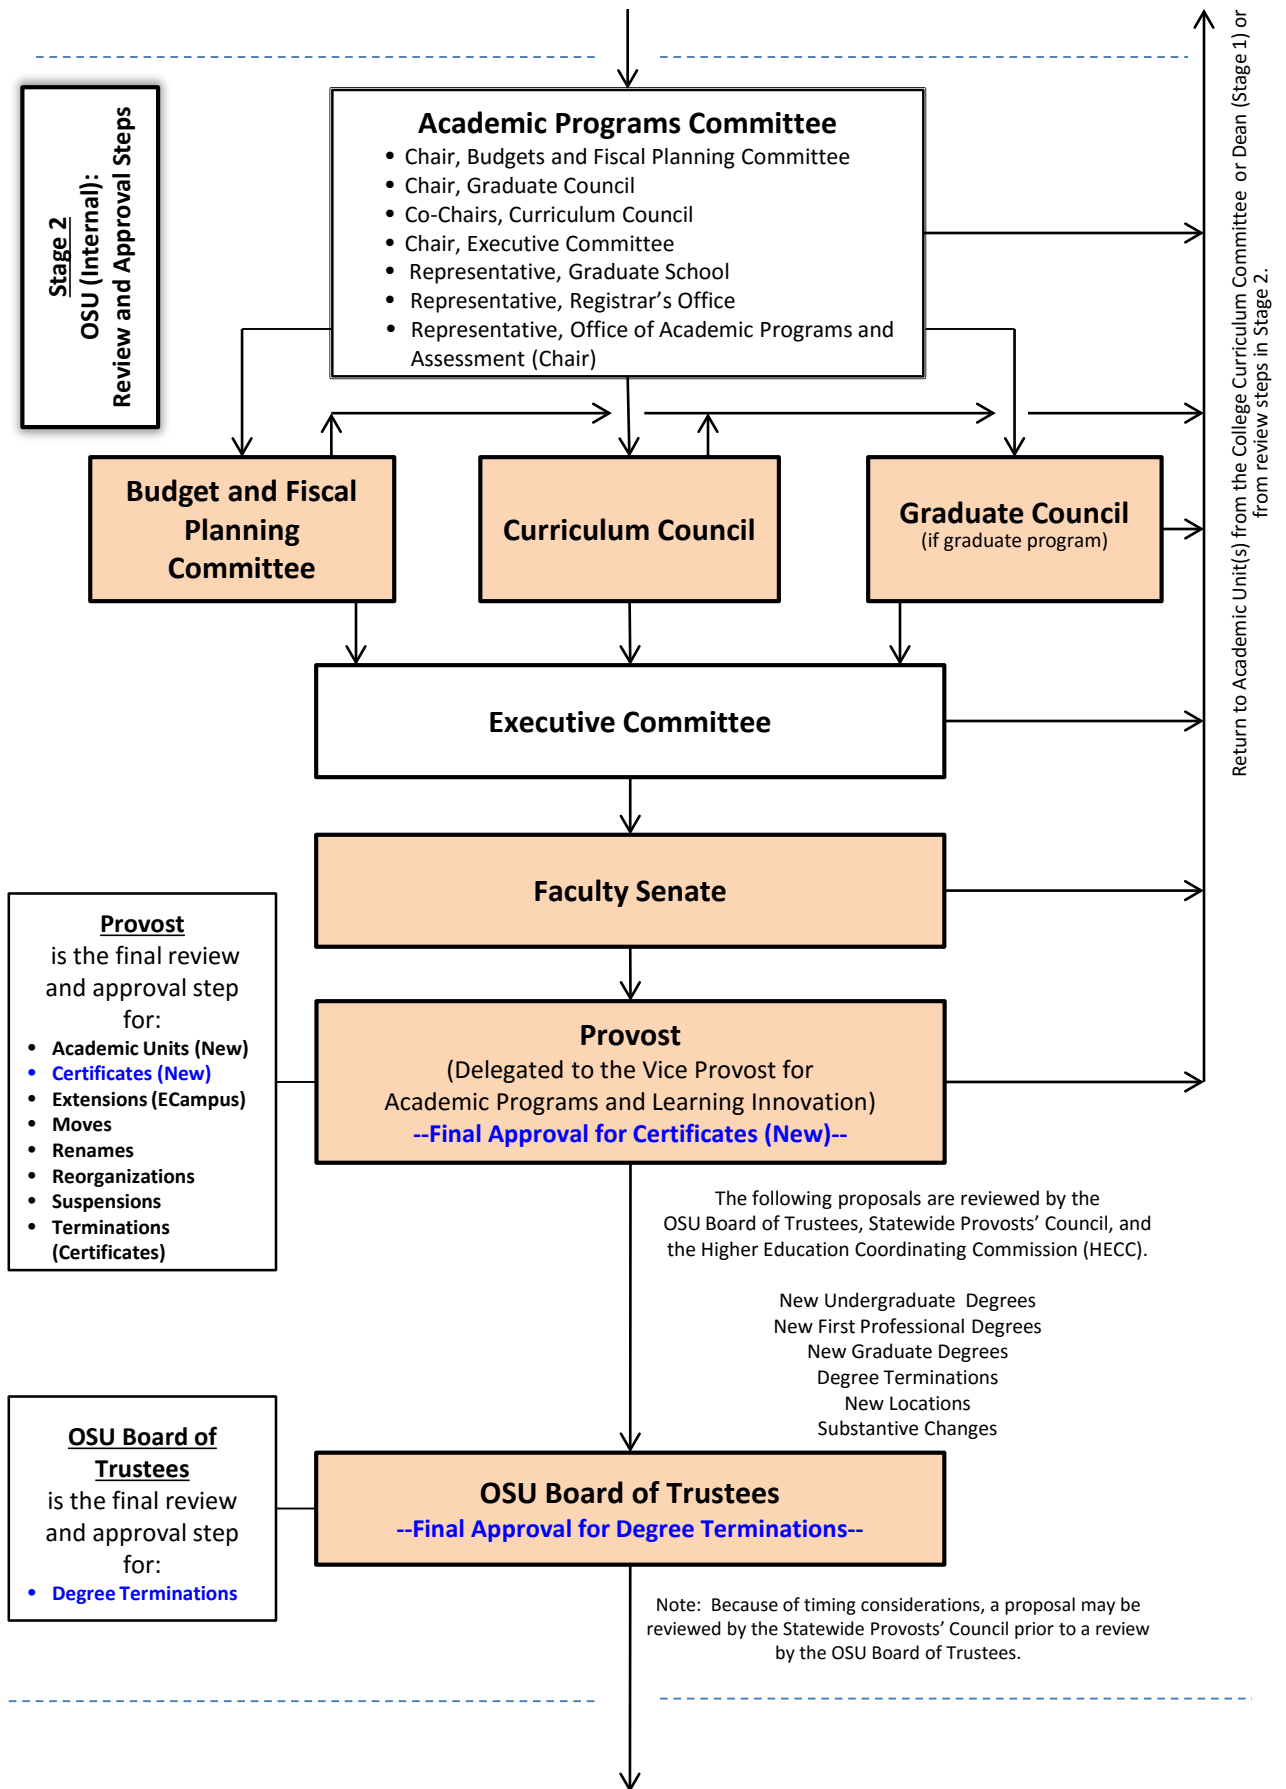 Stage 2
OSU (Internal):
Review and Approval Steps
Academic Programs Committee
• Chair, Budgets and Fiscal Planning Committee
• Chair, Graduate Council
• Co-Chairs, Curriculum Council
• Chair, Executive Committee
• Representative, Graduate School
• Representative, Registrar’s Office
• Representative, Office of Academic Programs and
Assessment (Chair)
Return to Academic Unit(s) from the College Curriculum Committee or Dean (Stage 1) or
from review steps in Stage 2.
Budget and Fiscal
Planning
Committee
Curriculum Council
Graduate Council
(if graduate program)
Executive Committee
Faculty Senate
Provost
is the final review
and approval step
for:
• Academic Units (New)
• Certificates (New)
• Extensions (ECampus)
• Moves
• Renames
• Reorganizations
• Suspensions
• Terminations
(Certificates)
Provost
(Delegated to the Vice Provost for
Academic Programs and Learning Innovation)
--Final Approval for Certificates (New)--
The following proposals are reviewed by the
OSU Board of Trustees, Statewide Provosts’ Council, and
the Higher Education Coordinating Commission (HECC).
New Undergraduate Degrees
New First Professional Degrees
New Graduate Degrees
Degree Terminations
New Locations
Substantive Changes
OSU Board of
Trustees
is the final review
and approval step
for:
• Degree Terminations
OSU Board of Trustees
--Final Approval for Degree Terminations--
Note: Because of timing considerations, a proposal may be
reviewed by the Statewide Provosts’ Council prior to a review
by the OSU Board of Trustees.